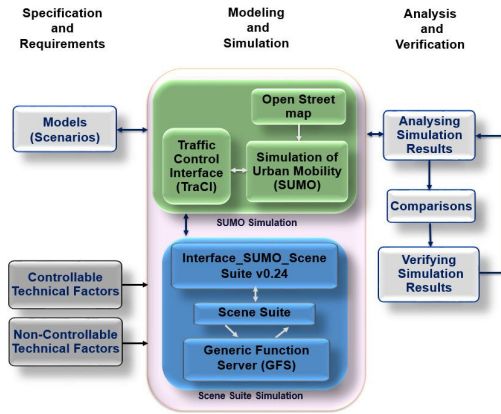 Specification
and
Requirements
Modeling
and
Simulation
Analysis
and
Verification
Models
(Scenarios)
Open Street
map
Traffic
Control
Interface
(TraCI)
Simulation of
Urban Mobility
(SUMO)
SUMO Simulation
Analysing
Simulation
Results
Comparisons
Verifying
Simulation
Results
Controllable
Technical Factors
Non-Controllable
Technical Factors
Interface_SUMO_Scene
Suite v0.24
Scene Suite
Generic Function
Server (GFS)
Scene Suite Simulation